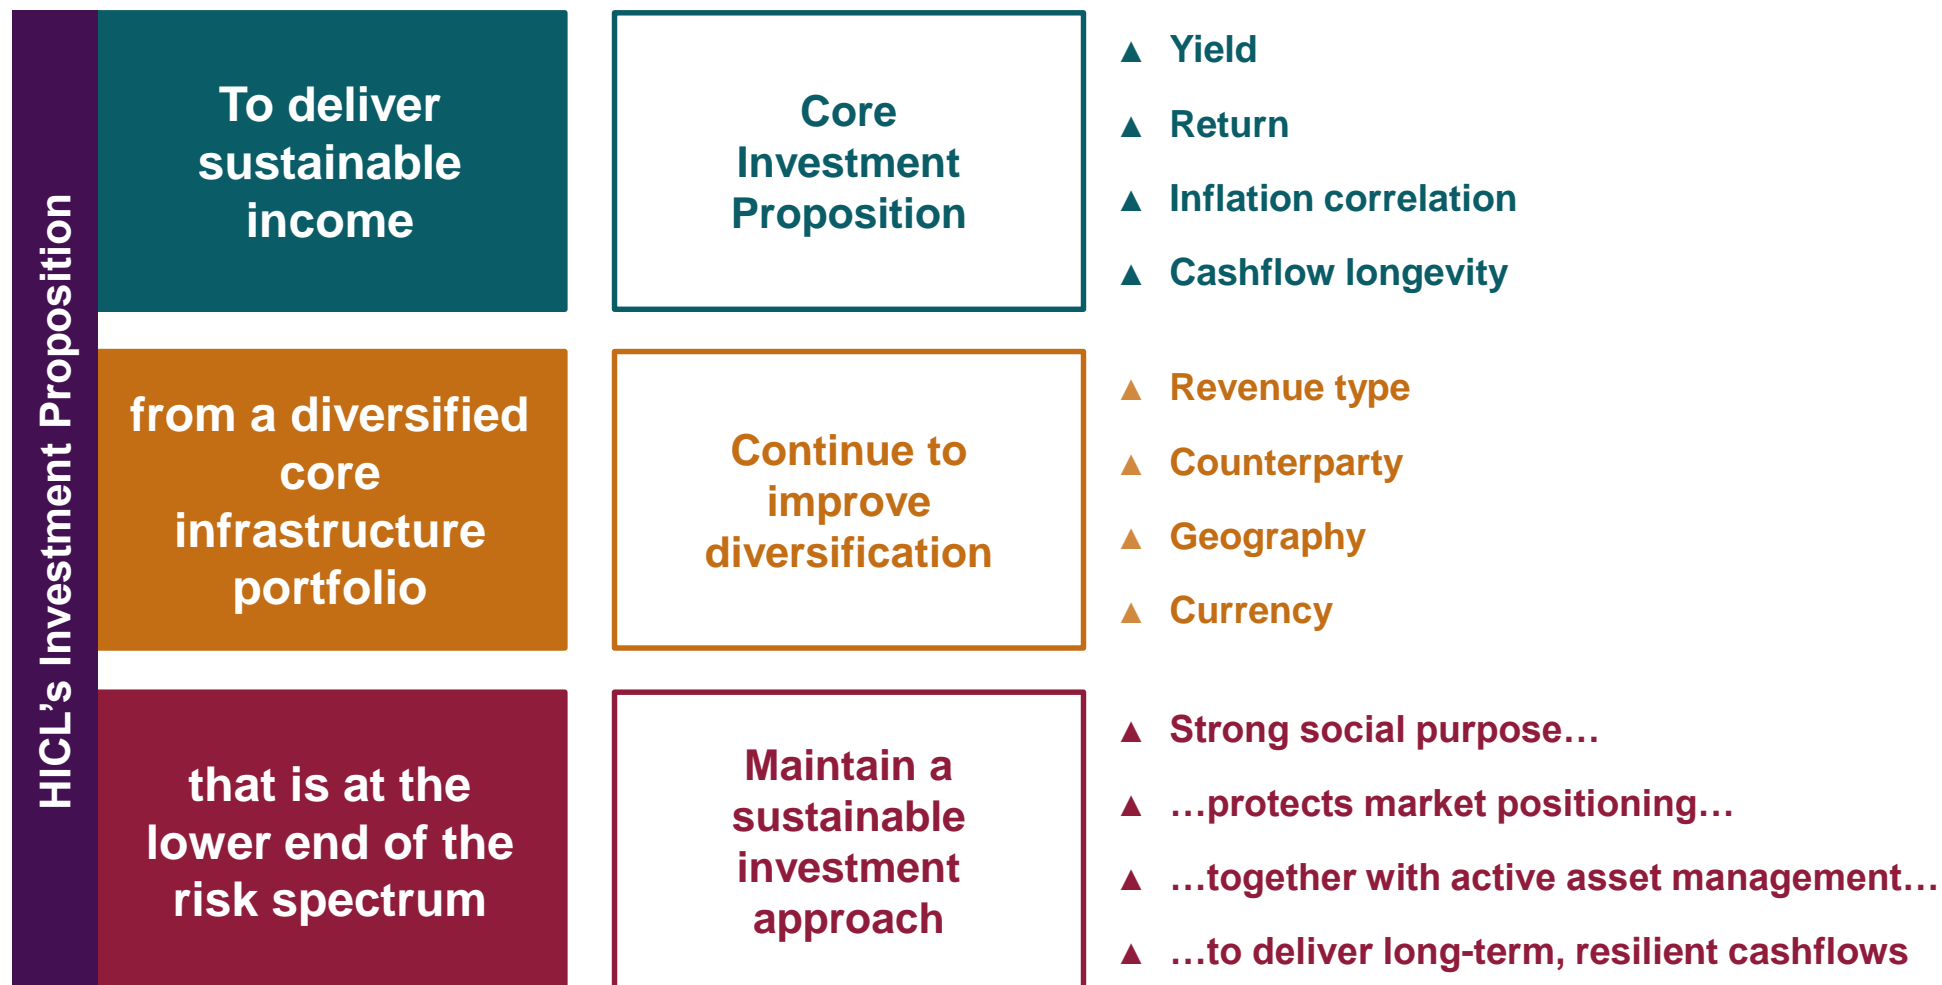 HICL’s Investment Proposition
To deliver
sustainable
income
Core
Investment
Proposition
▲ Yield
▲ Return
▲ Inflation correlation
▲ Cashflow longevity
from a diversified
core
infrastructure
portfolio
Continue to
improve
diversification
▲ Revenue type
▲ Counterparty
▲ Geography
▲ Currency
that is at the
lower end of the
risk spectrum
Maintain a
sustainable
investment
approach
▲ Strong social purpose…
▲ …protects market positioning…
▲ …together with active asset management…
▲ …to deliver long-term, resilient cashflows